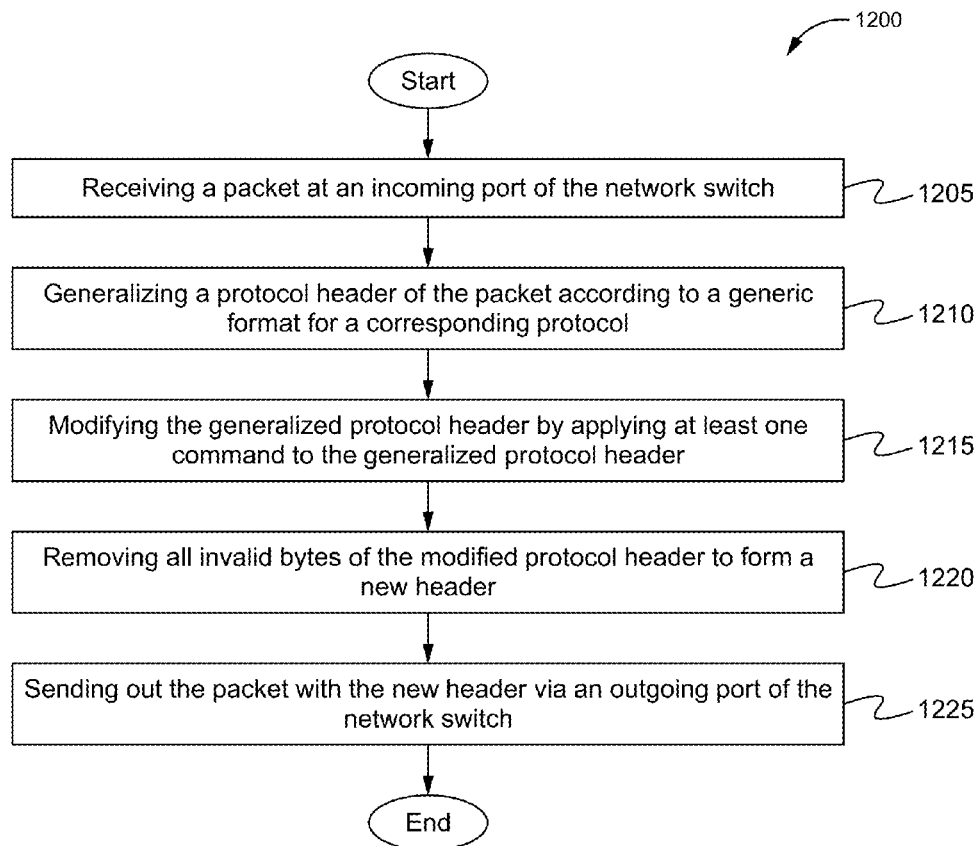 1200
Start
Receiving a packet at an incoming port of the network switch
1205
Generalizing a protocol header of the packet according to a generic
format for a corresponding protocol
1210
Modifying the generalized protocol header by applying at least one
command to the generalized protocol header
1215
Removing all invalid bytes of the modified protocol header to form a
new header
1220
Sending out the packet with the new header via an outgoing port of the
network switch
1225
End